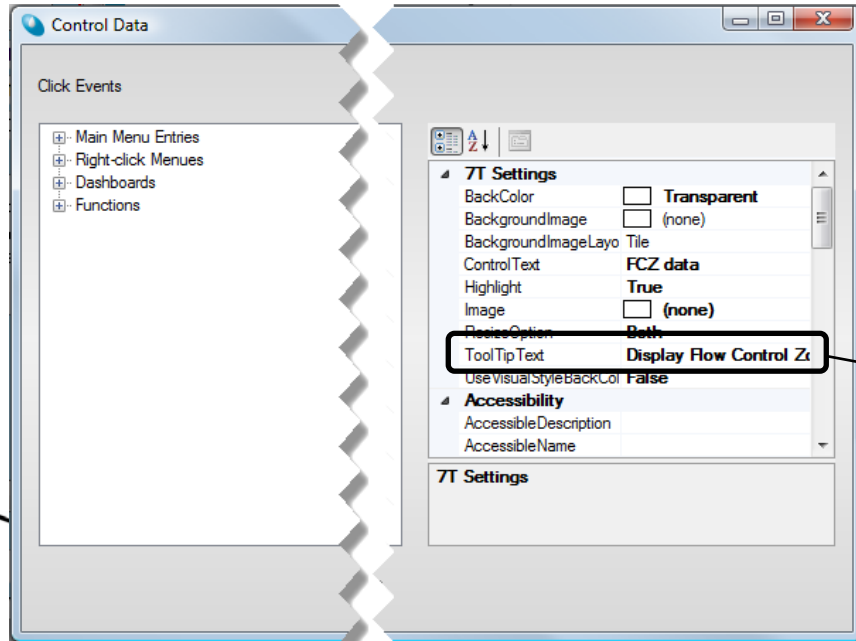 Control Data
Click Events
Main Menu Entries
Right-click Menues
Dashboards
Functions
7T Settings
BackColor Transparent
BackgroundImage (none)
BackgroundImageLayo Tile
ControlText FCZ data
Highlight True
Image (none)
ResizeOption Both
ToolTipText Display Flow Control Zo
UseVisualStyleBackCol False
Accessibility
AccessibleDescription
AccessibleName
7T Settings